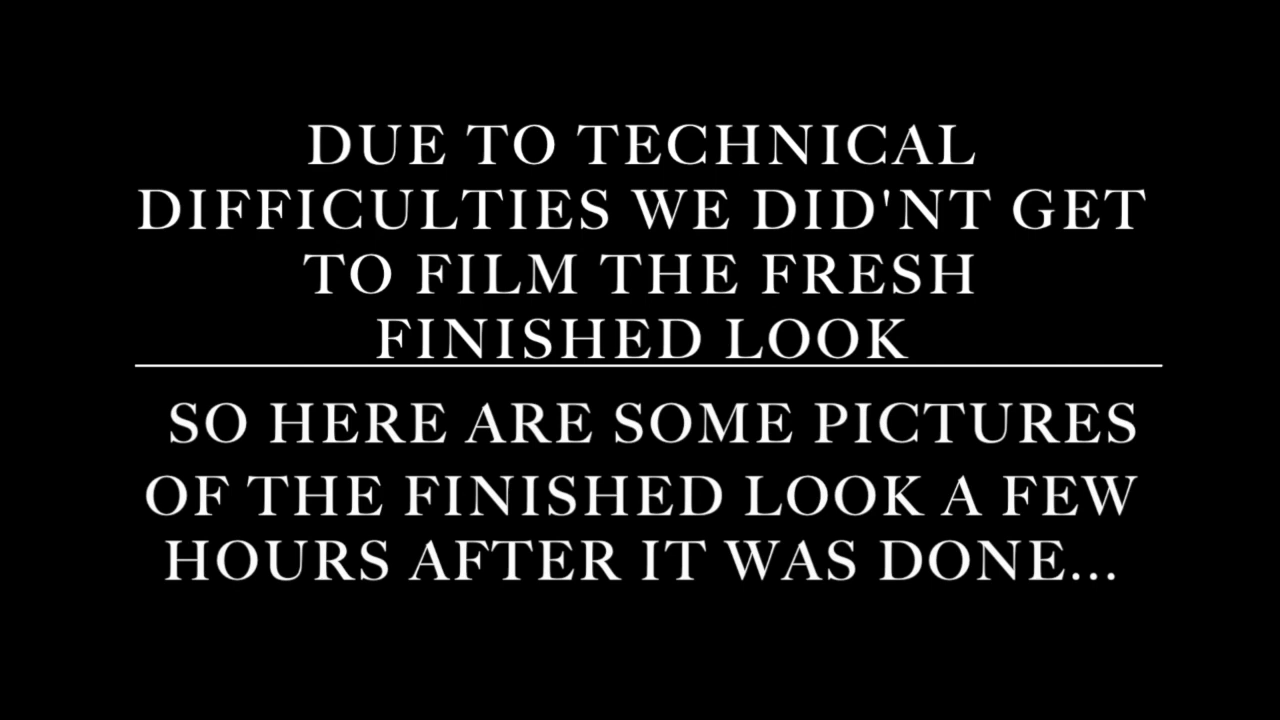 DUE TO TECHNICAL
DIFFICULTIES WE DID'NT GET
TO FILM THE FRESH
FINISHED LOOK
SO HERE ARE SOME PICTURES
OF THE FINISHED LOOK A FEW
HOURS AFTER IT WAS DONE...